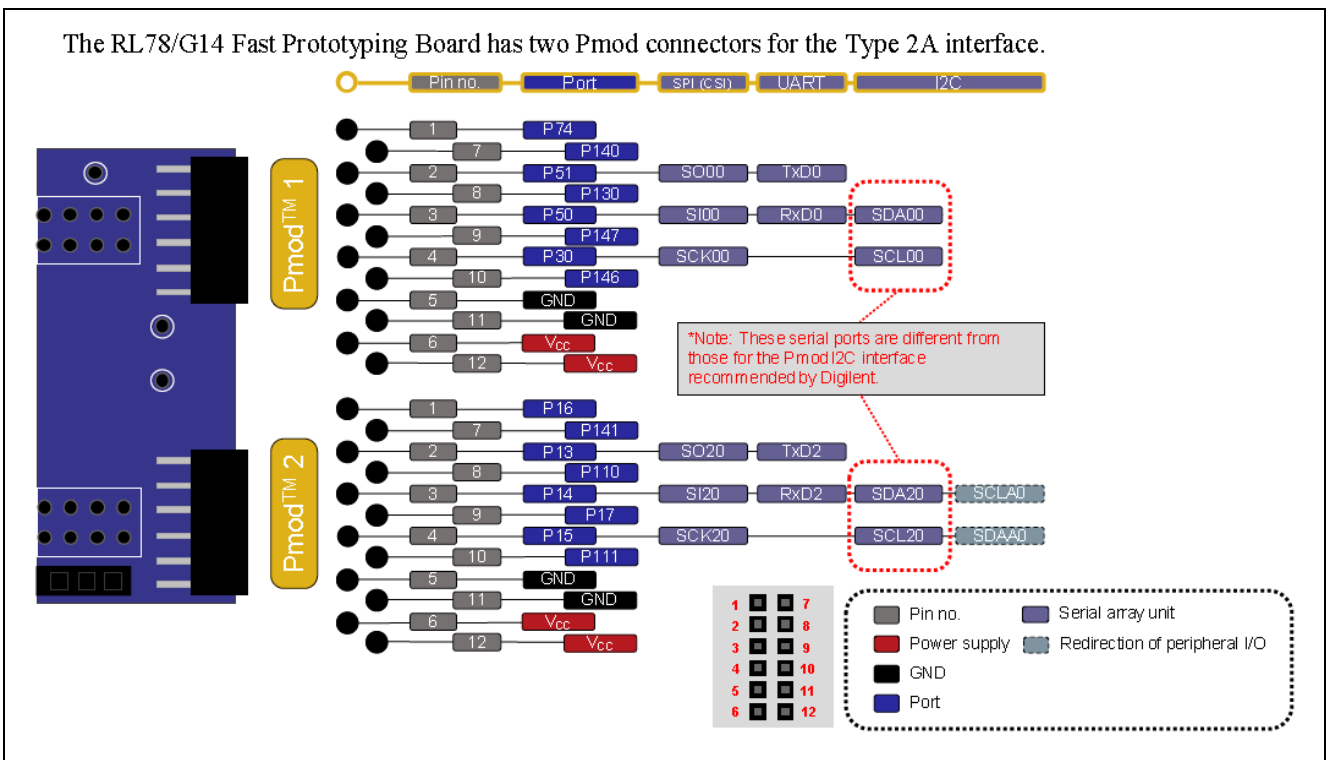 The RL78/G14 Fast Prototyping Board has two Pmod connectors for the Type 2A interface.
Pin no. Port SPI (CSI) UART I2C
Pmod™ 1
1 P74
7 P140
2 P51 SO00 TxD0
8 P130
3 P50 SI00 RxD0 SDA00
9 P147
4 P30 SCK00 SCL00
10 P146
5 GND
11 GND
6 Vcc
12 Vcc
*Note: These serial ports are different from
those for the Pmod I2C interface
recommended by Digilent.
Pmod™ 2
1 P16
7 P141
2 P13 SO20 TxD2
8 P110
3 P14 SI20 RxD2 SDA20 SCLA0
9 P17
4 P15 SCK20 SCL20 SDAA0
10 P111
5 GND
11 GND
6 Vcc
12 Vcc
1 7
2 8
3 9
4 10
5 11
6 12
Pin no. Serial array unit
Power supply Redirection of peripheral I/O
GND
Port